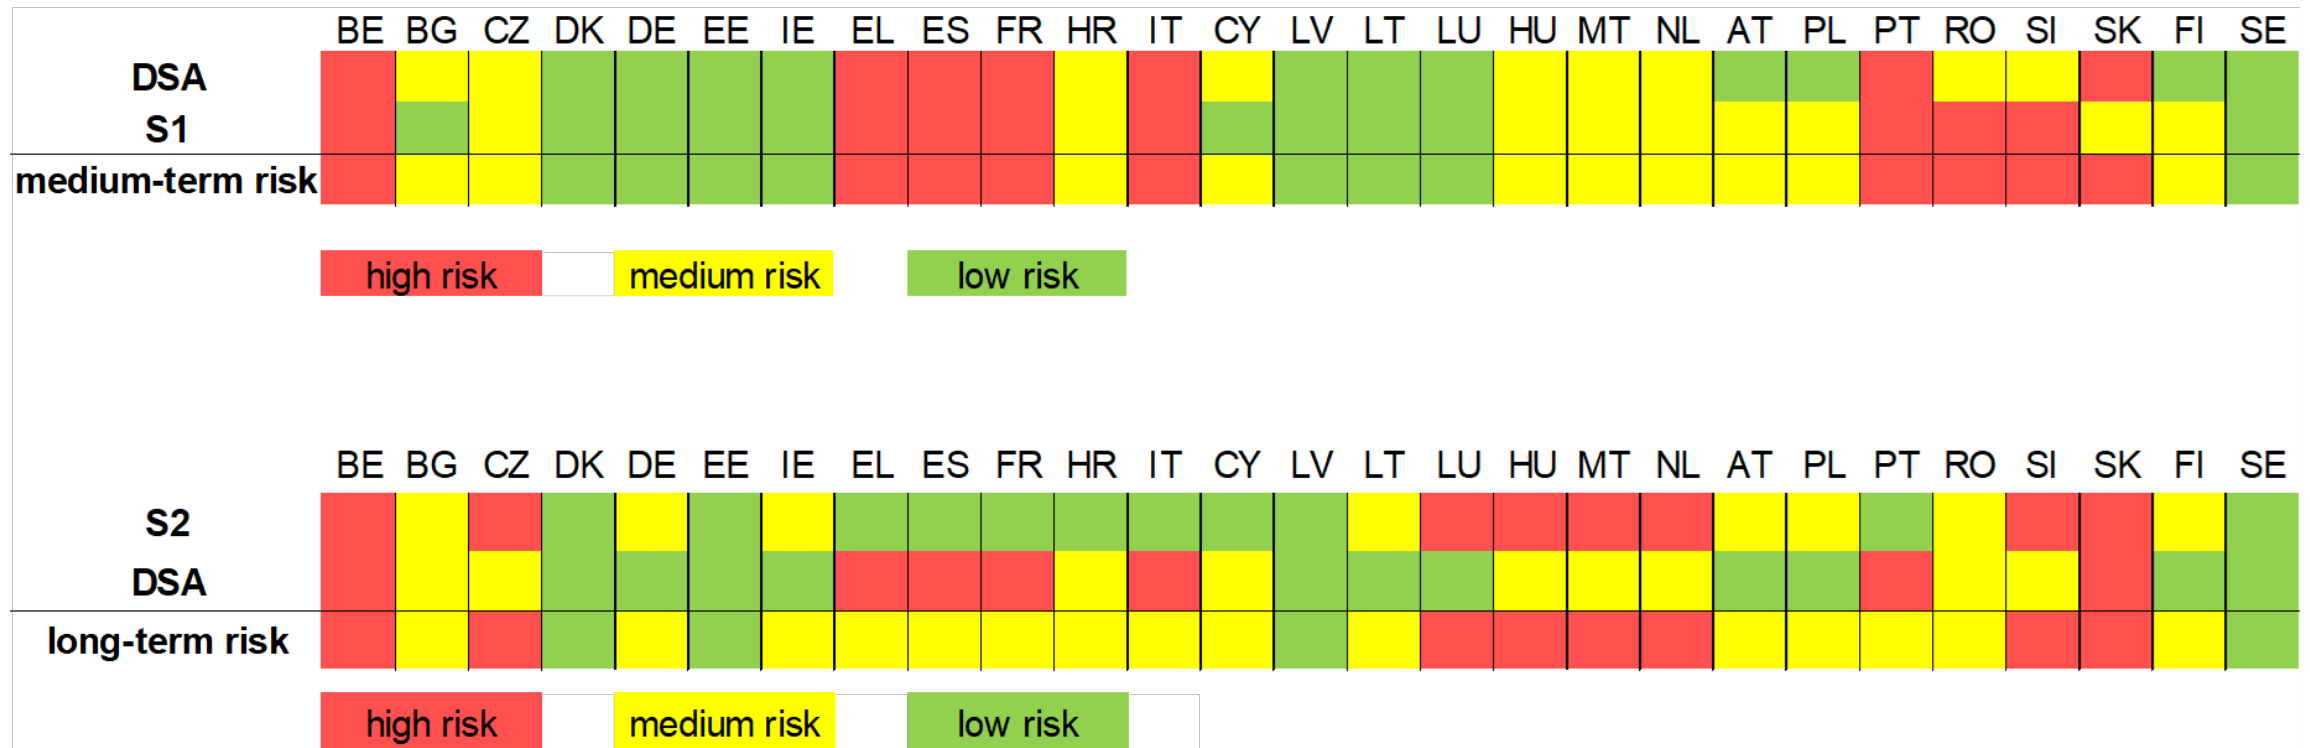 BE BG CZ DK DE EE IE EL ES FR HR IT CY LV LT LU HU MT NL AT PL PT RO SI SK FI SE
DSA
S1
medium-term risk
high risk medium risk low risk
BE BG CZ DK DE EE IE EL ES FR HR IT CY LV LT LU HU MT NL AT PL PT RO SI SK FI SE
S2
DSA
long-term risk
high risk medium risk low risk